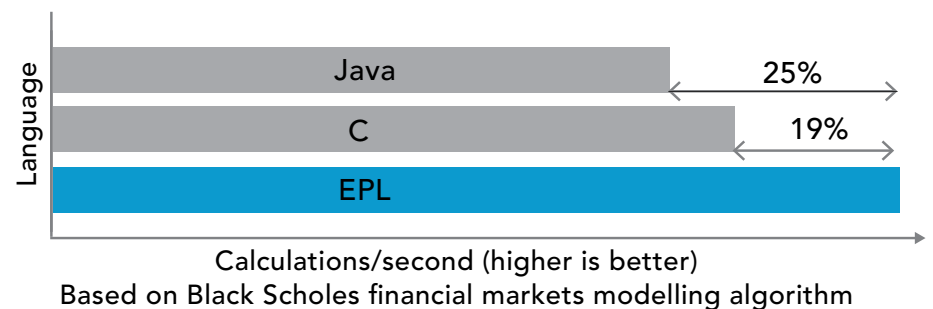 Java
25%
C
19%
EPL
Language
Calculations/second (higher is better)
Based on Black Scholes financial markets modelling algorithm